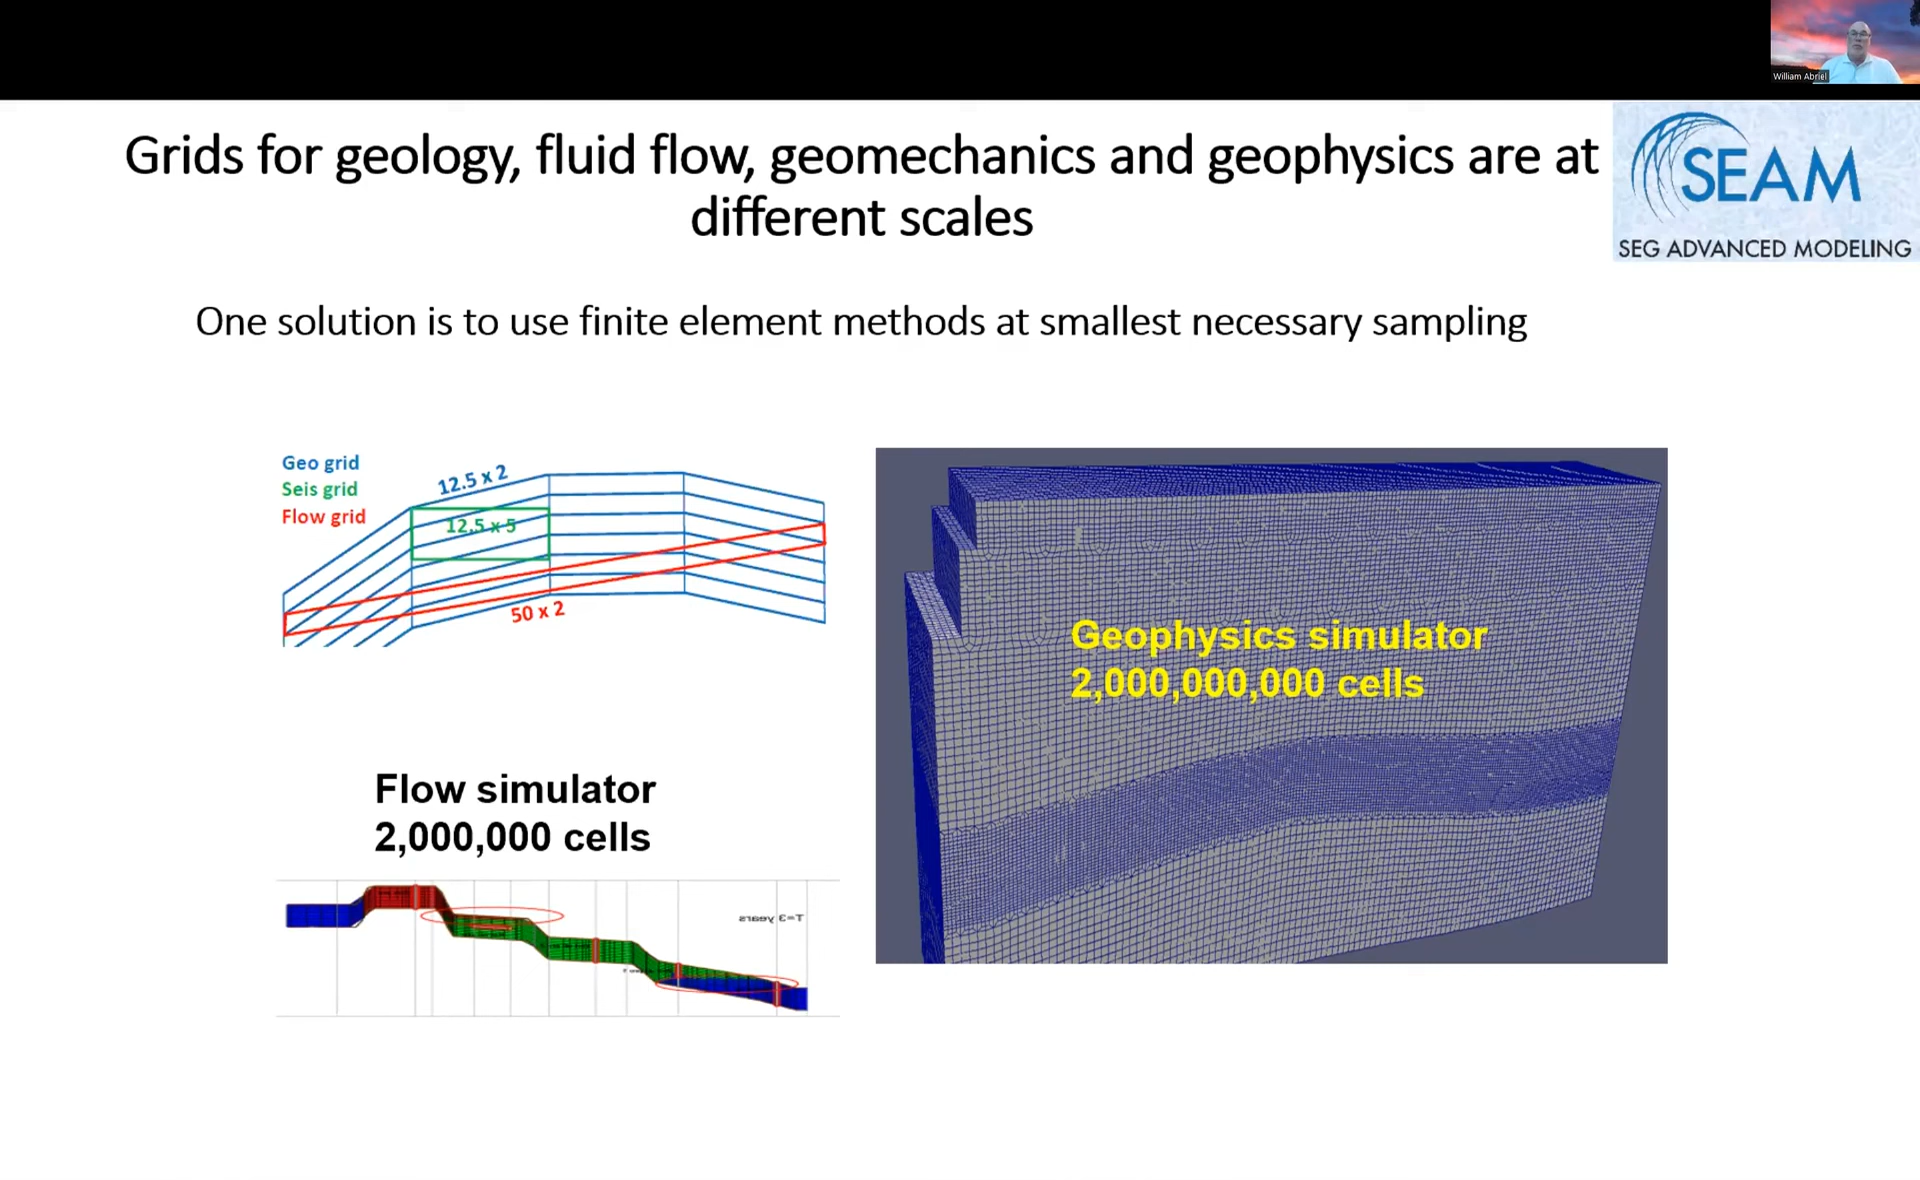 William Abriel
Grids for geology, fluid flow, geomechanics and geophysics are at
different scales
SEAM
SEG ADVANCED MODELING
One solution is to use finite element methods at smallest necessary sampling
Geo grid
Seis grid
Flow grid
12.5 x 2
12.5 x 5
50 x 2
Geophysics simulator
2,000,000,000 cells
Flow simulator
2,000,000 cells
T=3 years